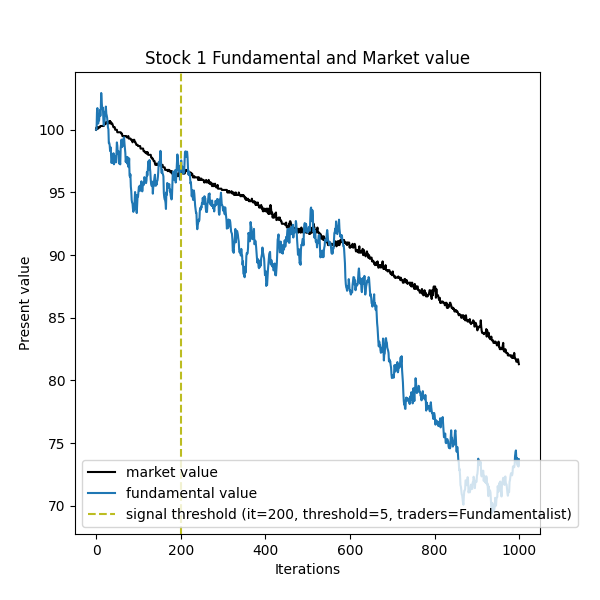 Stock 1 Fundamental and Market value
Present value
100
95
90
85
80
75
70
market value
fundamental value
signal threshold (it=200, threshold=5, traders=Fundamentalist)
0 200 400 600 800 1000
Iterations